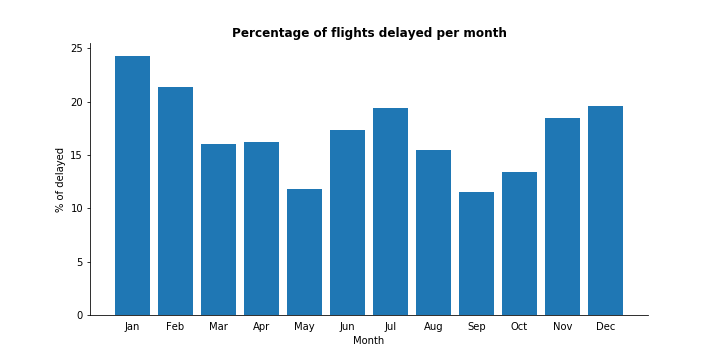 Percentage of flights delayed per month
25
20
15
10
5
0
% of delayed
Jan Feb Mar Apr May Jun Jul Aug Sep Oct Nov Dec
Month